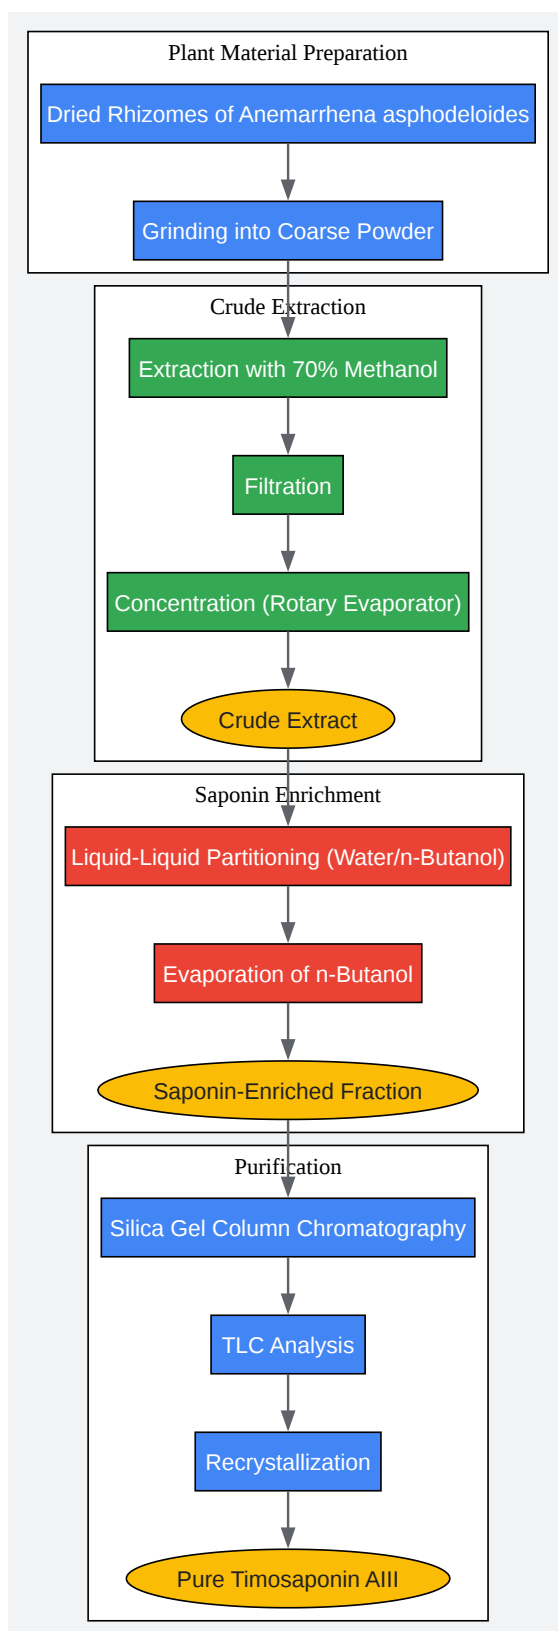 Plant Material Preparation
Dried Rhizomes of Anemarrhena asphodeloides
Grinding into Coarse Powder
Crude Extraction
Extraction with 70% Methanol
Filtration
Concentration (Rotary Evaporator)
Crude Extract
Saponin Enrichment
Liquid-Liquid Partitioning (Water/n-Butanol)
Evaporation of n-Butanol
Saponin-Enriched Fraction
Purification
Silica Gel Column Chromatography
TLC Analysis
Recrystallization
Pure Timosaponin AIII